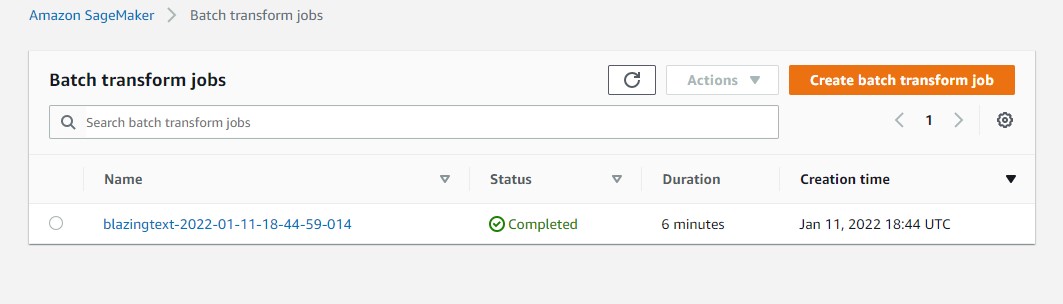 Amazon SageMaker > Batch transform jobs
Batch transform jobs
Actions
Create batch transform job
Search batch transform jobs
1
Name Status Duration Creation time
blazingtext-2022-01-11-18-44-59-014 Completed 6 minutes Jan 11, 2022 18:44 UTC